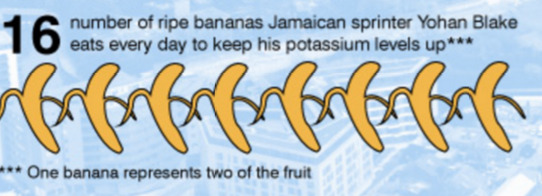 16 number of ripe bananas Jamaican sprinter Yohan Blake
eats every day to keep his potassium levels up***
*** One banana represents two of the fruit